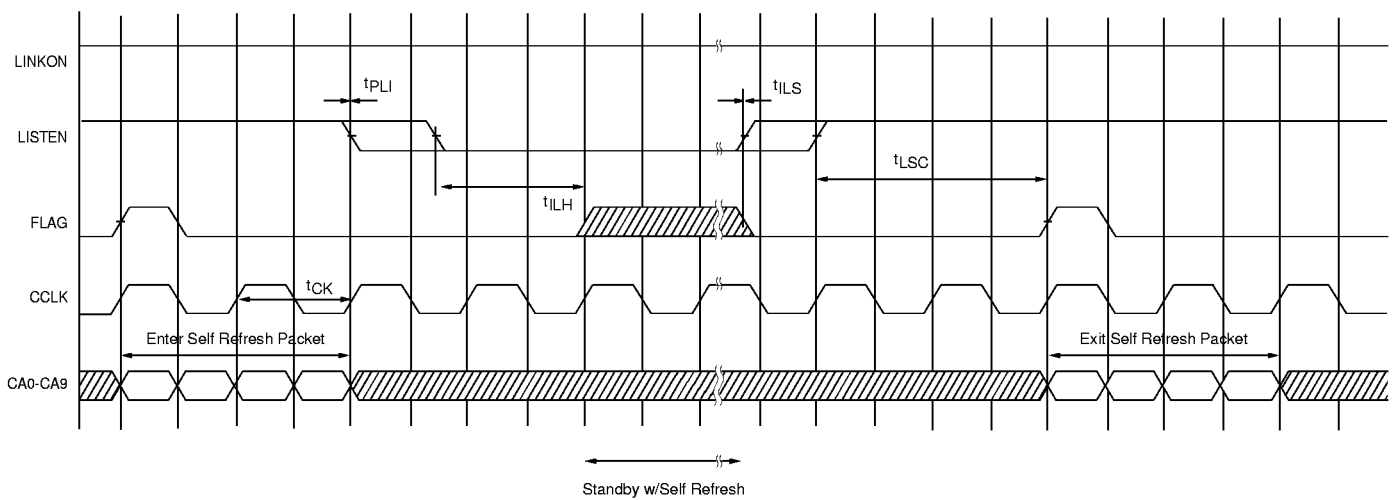 LINKON
tPLI
tILS
LISTEN
tLSC
tILH
FLAG
tCK
CCLK
Enter Self Refresh Packet
Exit Self Refresh Packet
CA0-CA9
Standby w/Self Refresh